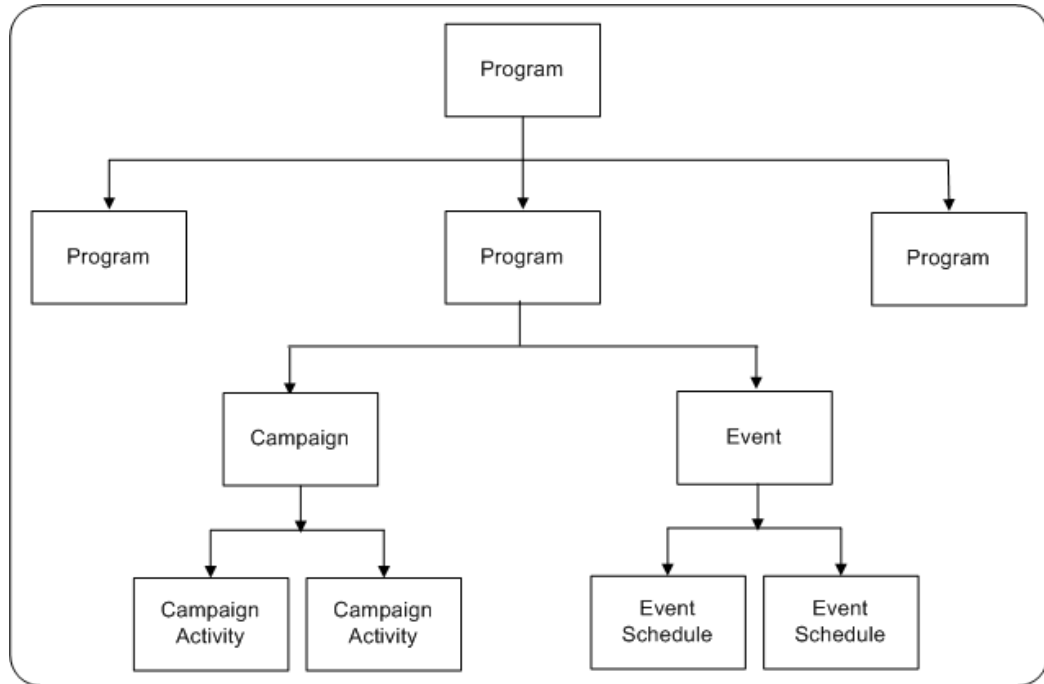 Program
Program
Program
Program
Campaign
Event
Campaign
Activity
Campaign
Activity
Event
Schedule
Event
Schedule